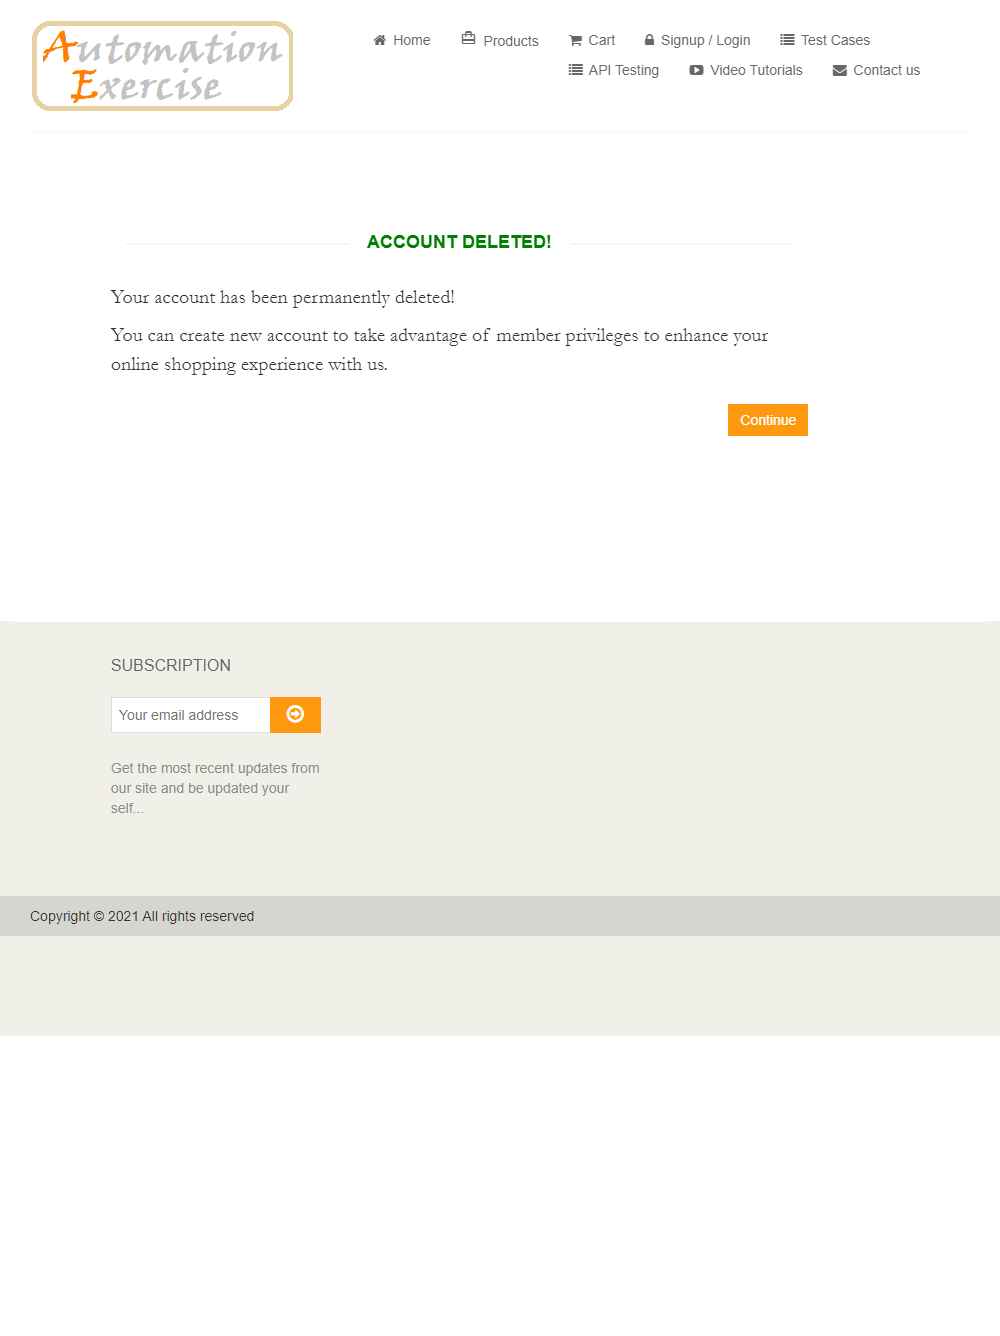 Automation
Exercise
Home Products Cart Signup / Login Test Cases
API Testing Video Tutorials Contact us
ACCOUNT DELETED!
Your account has been permanently deleted!
You can create new account to take advantage of member privileges to enhance your
online shopping experience with us.
Continue
SUBSCRIPTION
Your email address
Get the most recent updates from
our site and be updated your
self...
Copyright © 2021 All rights reserved